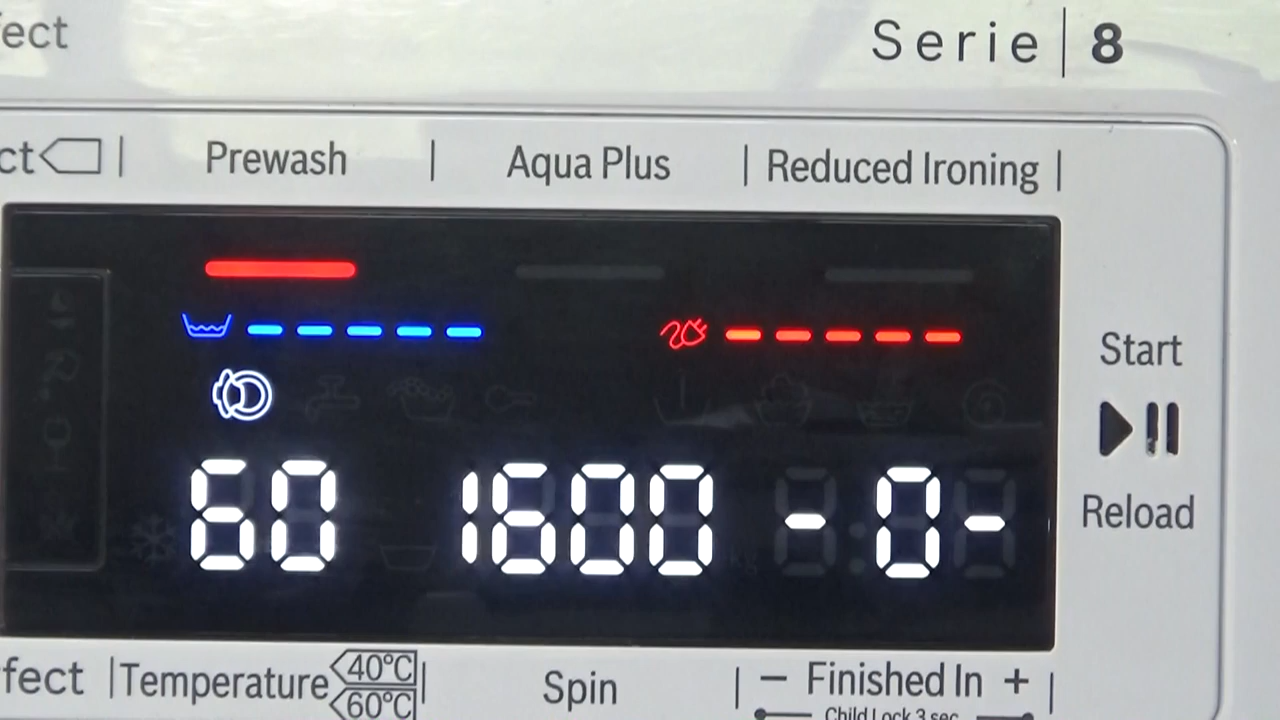 ect
Serie | 8
ct | Prewash | Aqua Plus | Reduced Ironing |
Start
60 1600 -0-
Reload
fect | Temperature 40°C 60°C | Spin | − Finished In + |
Child Lock 3 sec